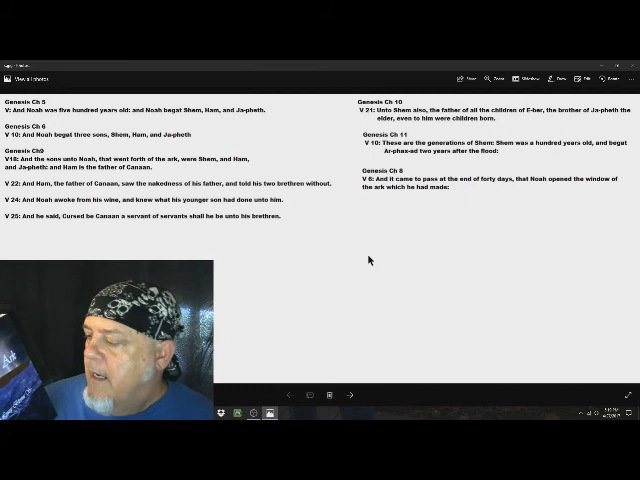 View all photos
Share
Zoom
Slideshow
Draw
Edit
Rotate
Genesis Ch 5
V: And Noah was five hundred years old: and Noah begat Shem, Ham, and Ja-pheth.
Genesis Ch 6
V 10: And Noah begat three sons, Shem, Ham, and Ja-pheth
Genesis Ch9
V18: And the sons unto Noah, that went forth of the ark, were Shem, and Ham,
and Ja-pheth: and Ham is the father of Canaan.
V 22: And Ham, the father of Canaan, saw the nakedness of his father, and told his two brethren without.
V 24: And Noah awoke from his wine, and knew what his younger son had done unto him.
V 25: And he said, Cursed be Canaan a servant of servants shall he be unto his brethren.
Genesis Ch 10
V 21: Unto Shem also, the father of all the children of E-ber, the brother of Ja-pheth the
elder, even to him were children born.
Genesis Ch 11
V 10: These are the generations of Shem: Shem was a hundred years old, and begat
Ar-phax-ad two years after the flood:
Genesis Ch 8
V 6: And it came to pass at the end of forty days, that Noah opened the window of
the ark which he had made:
Ark